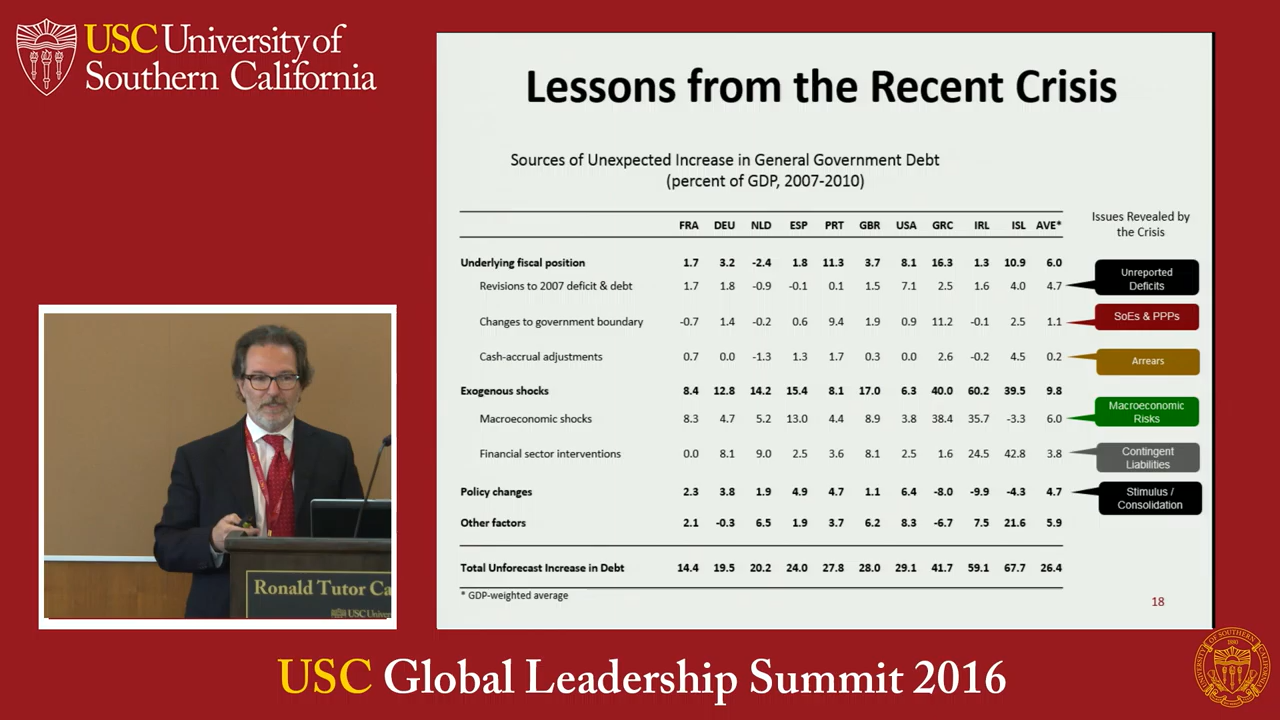 USC University of
Southern California
Lessons from the Recent Crisis
Sources of Unexpected Increase in General Government Debt
(percent of GDP, 2007-2010)
FRA DEU NLD ESP PRT GBR USA GRC IRL ISL AVE*
Issues Revealed by
the Crisis
Underlying fiscal position 1.7 3.2 -2.4 1.8 11.3 3.7 8.1 16.3 1.3 10.9 6.0
Revisions to 2007 deficit & debt 1.7 1.8 -0.9 -0.1 0.1 1.5 7.1 2.5 1.6 4.0 4.7
Unreported
Deficits
Changes to government boundary -0.7 1.4 -0.2 0.6 9.4 1.9 0.9 11.2 -0.1 2.5 1.1
SoEs & PPPs
Cash-accrual adjustments 0.7 0.0 -1.3 1.3 1.7 0.3 0.0 2.6 -0.2 4.5 0.2
Arrears
Exogenous shocks 8.4 12.8 14.2 15.4 8.1 17.0 6.3 40.0 60.2 39.5 9.8
Macroeconomic shocks 8.3 4.7 5.2 13.0 4.4 8.9 3.8 38.4 35.7 -3.3 6.0
Macroeconomic
Risks
Financial sector interventions 0.0 8.1 9.0 2.5 3.6 8.1 2.5 1.6 24.5 42.8 3.8
Contingent
Liabilities
Policy changes 2.3 3.8 1.9 4.9 4.7 1.1 6.4 -8.0 -9.9 -4.3 4.7
Stimulus /
Consolidation
Other factors 2.1 -0.3 6.5 1.9 3.7 6.2 8.3 -6.7 7.5 21.6 5.9
Total Unforecast Increase in Debt 14.4 19.5 20.2 24.0 27.8 28.0 29.1 41.7 59.1 67.7 26.4
* GDP-weighted average
18
Ronald Tutor Ca
USC Global Leadership Summit 2016